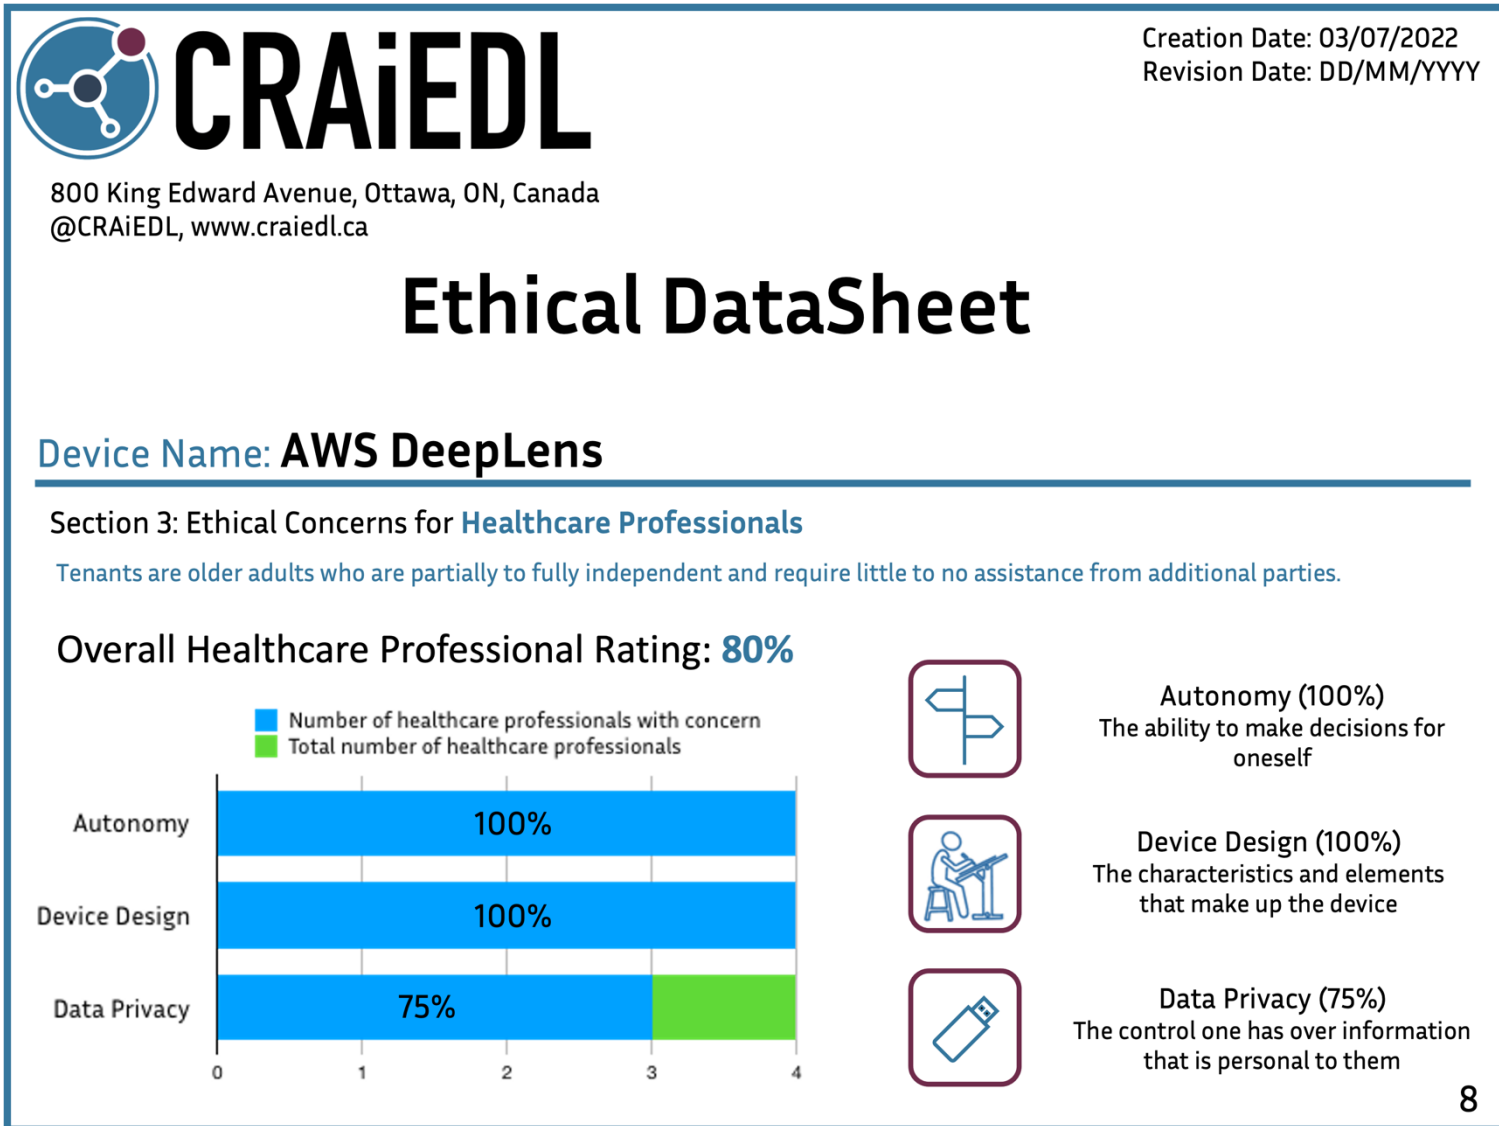 CRAiEDL
Creation Date: 03/07/2022
Revision Date: DD/MM/YYYY
800 King Edward Avenue, Ottawa, ON, Canada
@CRAiEDL, www.craiedl.ca
Ethical DataSheet
Device Name: AWS DeepLens
Section 3: Ethical Concerns for Healthcare Professionals
Tenants are older adults who are partially to fully independent and require little to no assistance from additional parties.
Overall Healthcare Professional Rating: 80%
Number of healthcare professionals with concern
Total number of healthcare professionals
Autonomy
100%
Device Design
100%
Data Privacy
75%
0 1 2 3 4
Autonomy (100%)
The ability to make decisions for
oneself
Device Design (100%)
The characteristics and elements
that make up the device
Data Privacy (75%)
The control one has over information
that is personal to them
8